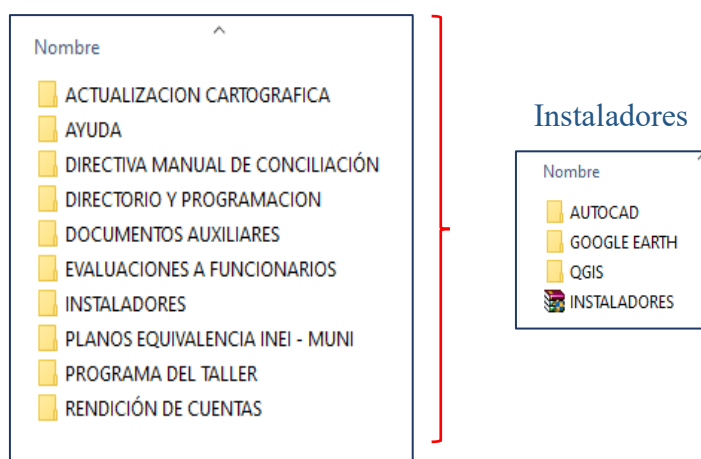 Nombre
ACTUALIZACION CARTOGRAFICA
AYUDA
DIRECTIVA MANUAL DE CONCILIACIÓN
DIRECTORIO Y PROGRAMACION
DOCUMENTOS AUXILIARES
EVALUACIONES A FUNCIONARIOS
INSTALADORES
PLANOS EQUIVALENCIA INEI - MUNI
PROGRAMA DEL TALLER
RENDICIÓN DE CUENTAS
Instaladores
Nombre
AUTOCAD
GOOGLE EARTH
QGIS
INSTALADORES